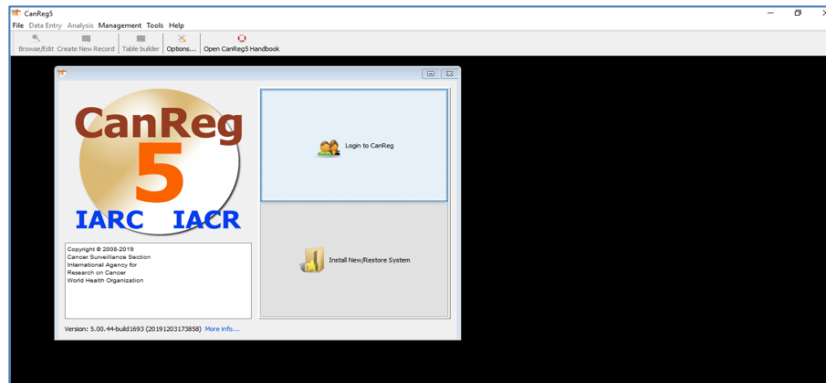 CanReg5
File Data Entry Analysis Management Tools Help
Browse/Edit Create New Record Table builder Options... Open CanReg5 Handbook
CanReg
5
IARC IACR
Login to CanReg
Install New/Restore System
Copyright © 2008-2019
Cancer Surveillance Section
International Agency for
Research on Cancer
World Health Organization
Version: 5.00.44-build1693 (20191203173858) More info...